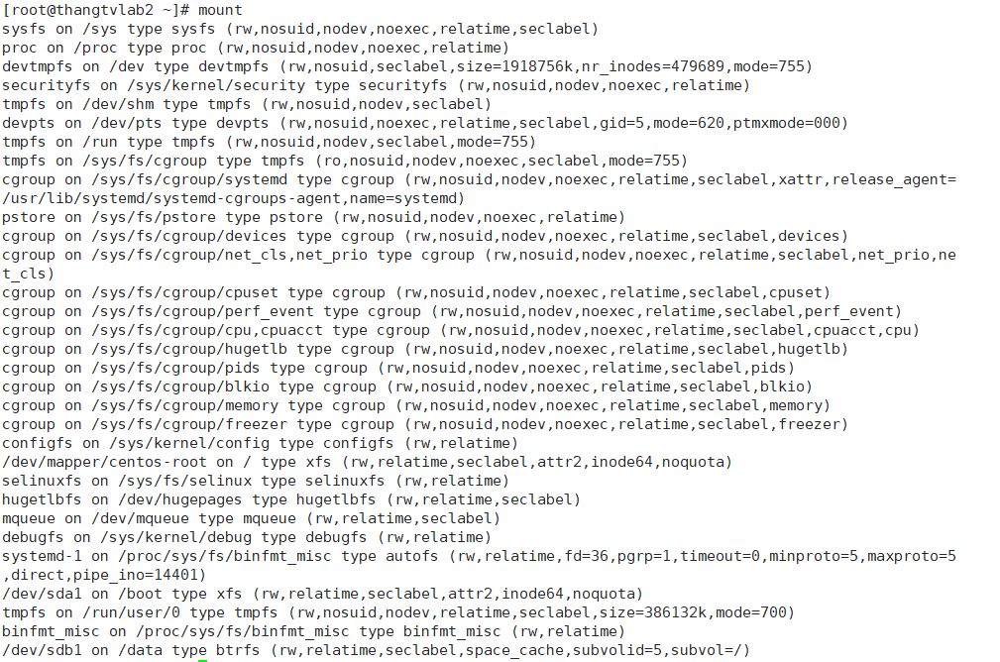 [root@thangtvlab2 ~]# mount
sysfs on /sys type sysfs (rw,nosuid,nodev,noexec,relatime,seclabel)
proc on /proc type proc (rw,nosuid,nodev,noexec,relatime)
devtmpfs on /dev type devtmpfs (rw,nosuid,seclabel,size=1918756k,nr_inodes=479689,mode=755)
securityfs on /sys/kernel/security type securityfs (rw,nosuid,nodev,noexec,relatime)
tmpfs on /dev/shm type tmpfs (rw,nosuid,nodev,seclabel)
devpts on /dev/pts type devpts (rw,nosuid,noexec,relatime,seclabel,gid=5,mode=620,ptmxmode=000)
tmpfs on /run type tmpfs (rw,nosuid,nodev,seclabel,mode=755)
tmpfs on /sys/fs/cgroup type tmpfs (ro,nosuid,nodev,noexec,seclabel,mode=755)
cgroup on /sys/fs/cgroup/systemd type cgroup (rw,nosuid,nodev,noexec,relatime,seclabel,xattr,release_agent=
/usr/lib/systemd/systemd-cgroups-agent,name=systemd)
pstore on /sys/fs/pstore type pstore (rw,nosuid,nodev,noexec,relatime)
cgroup on /sys/fs/cgroup/devices type cgroup (rw,nosuid,nodev,noexec,relatime,seclabel,devices)
cgroup on /sys/fs/cgroup/net_cls,net_prio type cgroup (rw,nosuid,nodev,noexec,relatime,seclabel,net_prio,ne
t_cls)
cgroup on /sys/fs/cgroup/cpuset type cgroup (rw,nosuid,nodev,noexec,relatime,seclabel,cpuset)
cgroup on /sys/fs/cgroup/perf_event type cgroup (rw,nosuid,nodev,noexec,relatime,seclabel,perf_event)
cgroup on /sys/fs/cgroup/cpu,cpuacct type cgroup (rw,nosuid,nodev,noexec,relatime,seclabel,cpuacct,cpu)
cgroup on /sys/fs/cgroup/hugetlb type cgroup (rw,nosuid,nodev,noexec,relatime,seclabel,hugetlb)
cgroup on /sys/fs/cgroup/pids type cgroup (rw,nosuid,nodev,noexec,relatime,seclabel,pids)
cgroup on /sys/fs/cgroup/blkio type cgroup (rw,nosuid,nodev,noexec,relatime,seclabel,blkio)
cgroup on /sys/fs/cgroup/memory type cgroup (rw,nosuid,nodev,noexec,relatime,seclabel,memory)
cgroup on /sys/fs/cgroup/freezer type cgroup (rw,nosuid,nodev,noexec,relatime,seclabel,freezer)
configfs on /sys/kernel/config type configfs (rw,relatime)
/dev/mapper/centos-root on / type xfs (rw,relatime,seclabel,attr2,inode64,noquota)
selinuxfs on /sys/fs/selinux type selinuxfs (rw,relatime)
hugetlbfs on /dev/hugepages type hugetlbfs (rw,relatime,seclabel)
mqueue on /dev/mqueue type mqueue (rw,relatime,seclabel)
debugfs on /sys/kernel/debug type debugfs (rw,relatime)
systemd-1 on /proc/sys/fs/binfmt_misc type autofs (rw,relatime,fd=36,pgrp=1,timeout=0,minproto=5,maxproto=5
,direct,pipe_ino=14401)
/dev/sda1 on /boot type xfs (rw,relatime,seclabel,attr2,inode64,noquota)
tmpfs on /run/user/0 type tmpfs (rw,nosuid,nodev,relatime,seclabel,size=386132k,mode=700)
binfmt_misc on /proc/sys/fs/binfmt_misc type binfmt_misc (rw,relatime)
/dev/sdb1 on /data type btrfs (rw,relatime,seclabel,space_cache,subvolid=5,subvol=/)